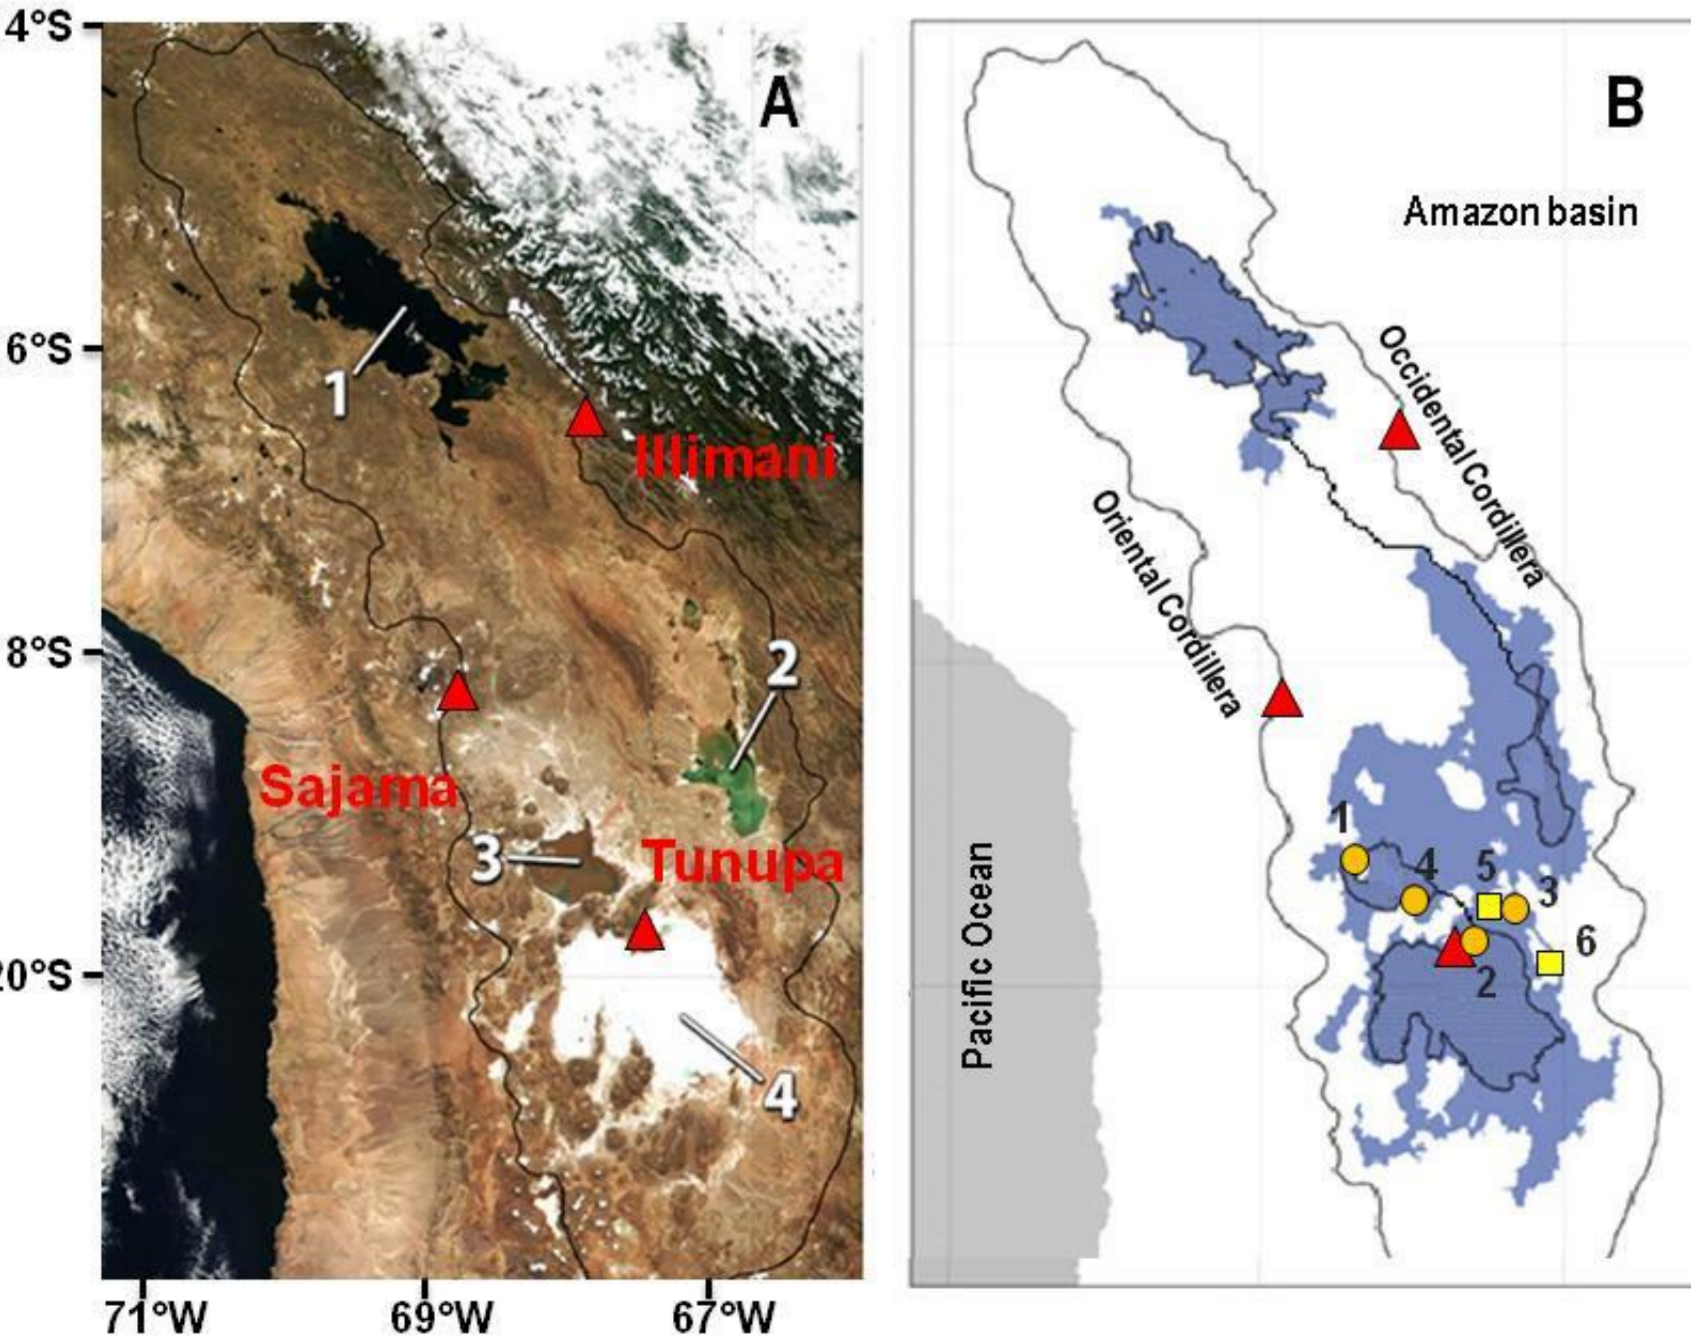 4°S
A
6°S
1
Illimani
8°S
2
Sajama
3
Tunupa
20°S
4
71°W
69°W
67°W
B
Amazon basin
Occidental Cordillera
Oriental Cordillera
Pacific Ocean
1
4
5
3
6
2